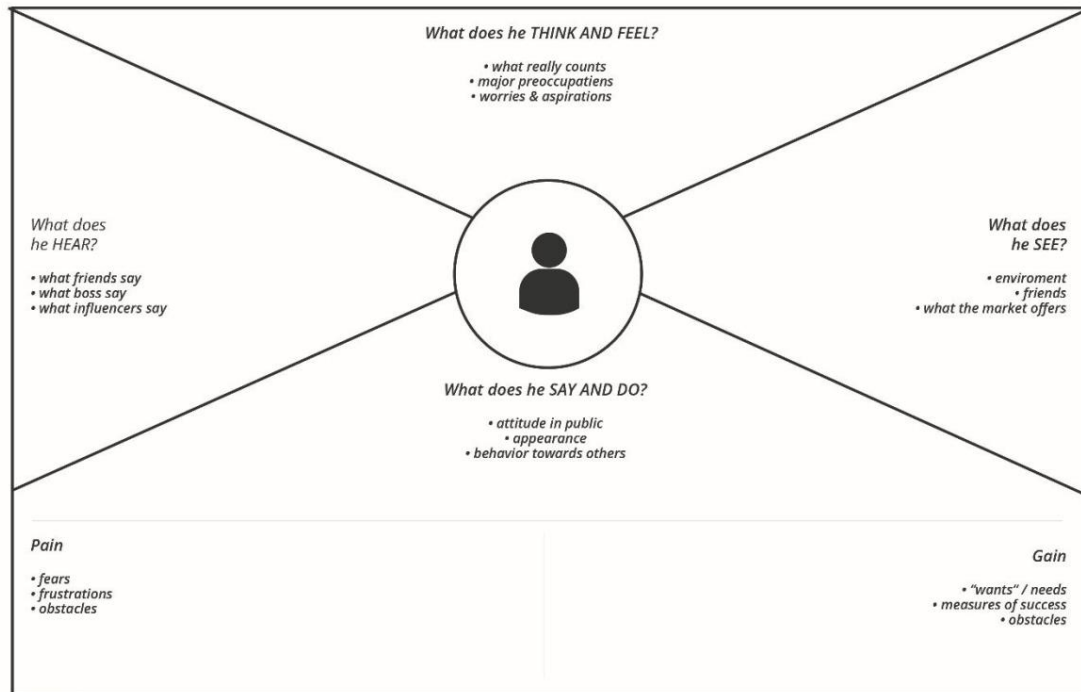 What does he THINK AND FEEL?
• what really counts
• major preoccupatiens
• worries & aspirations
What does
he HEAR?
• what friends say
• what boss say
• what influencers say
What does
he SEE?
• enviroment
• friends
• what the market offers
What does he SAY AND DO?
• attitude in public
• appearance
• behavior towards others
Pain
• fears
• frustrations
• obstacles
Gain
• “wants“ / needs
• measures of success
• obstacles